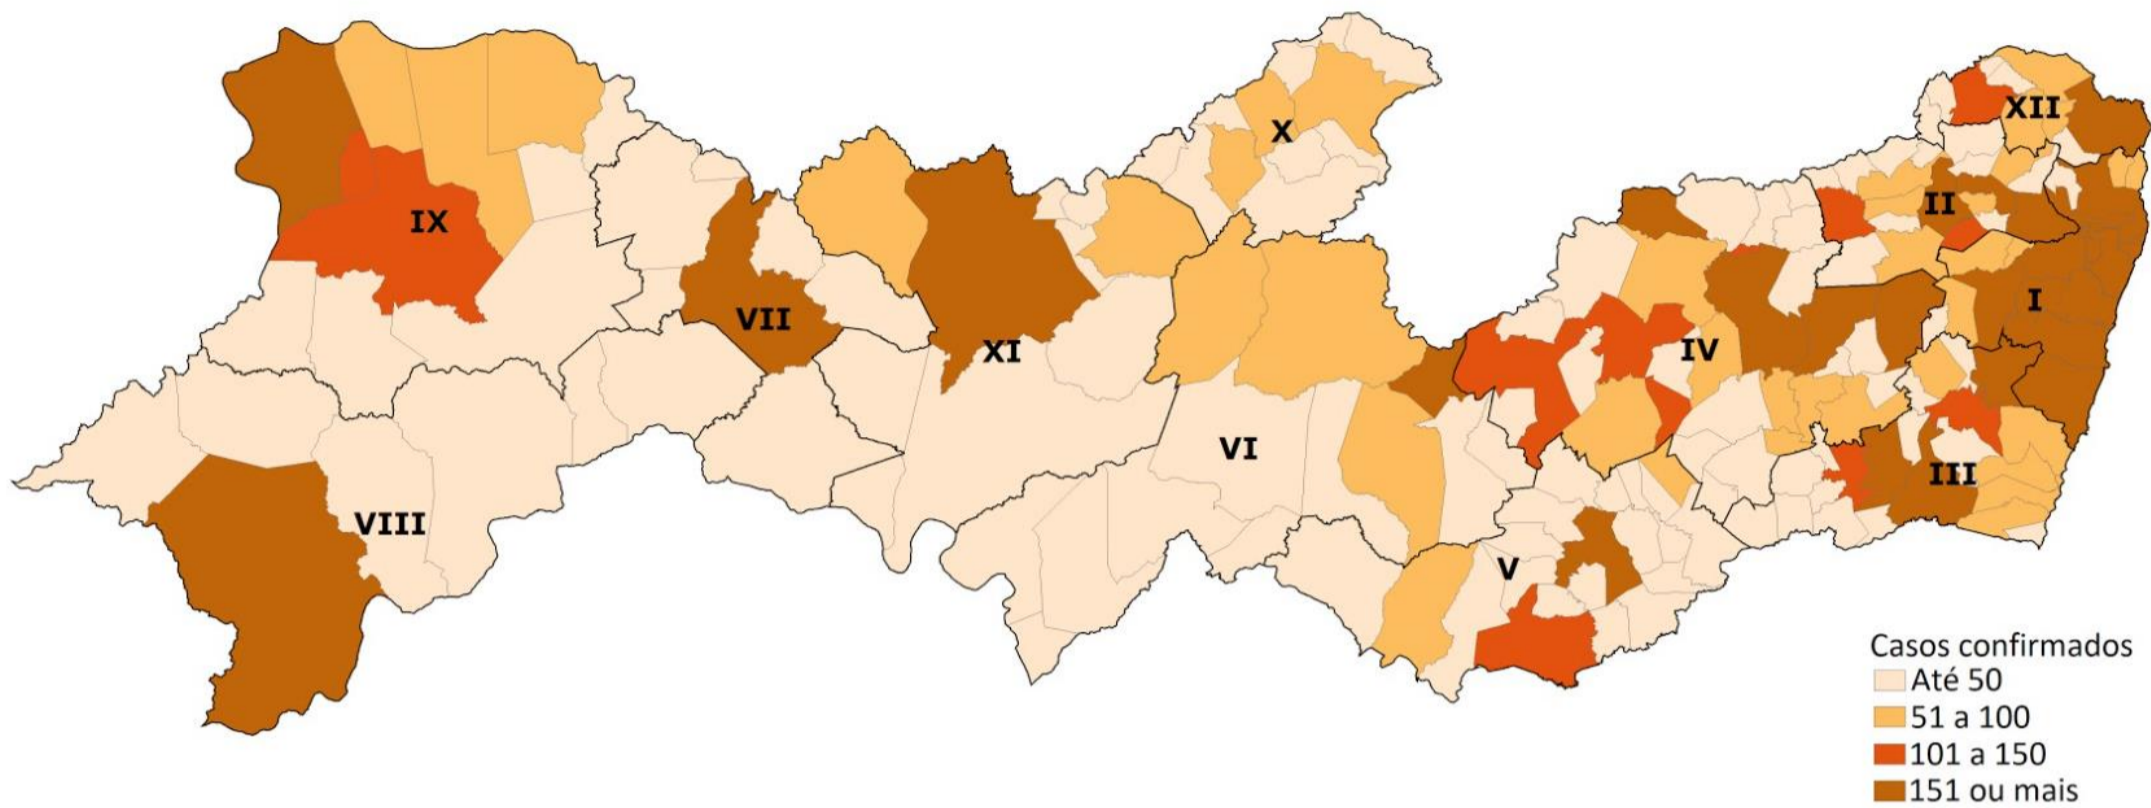 X
XII
IX
II
VII
I
XI
IV
VI
III
VIII
V
Casos confirmados
Até 50
51 a 100
101 a 150
151 ou mais